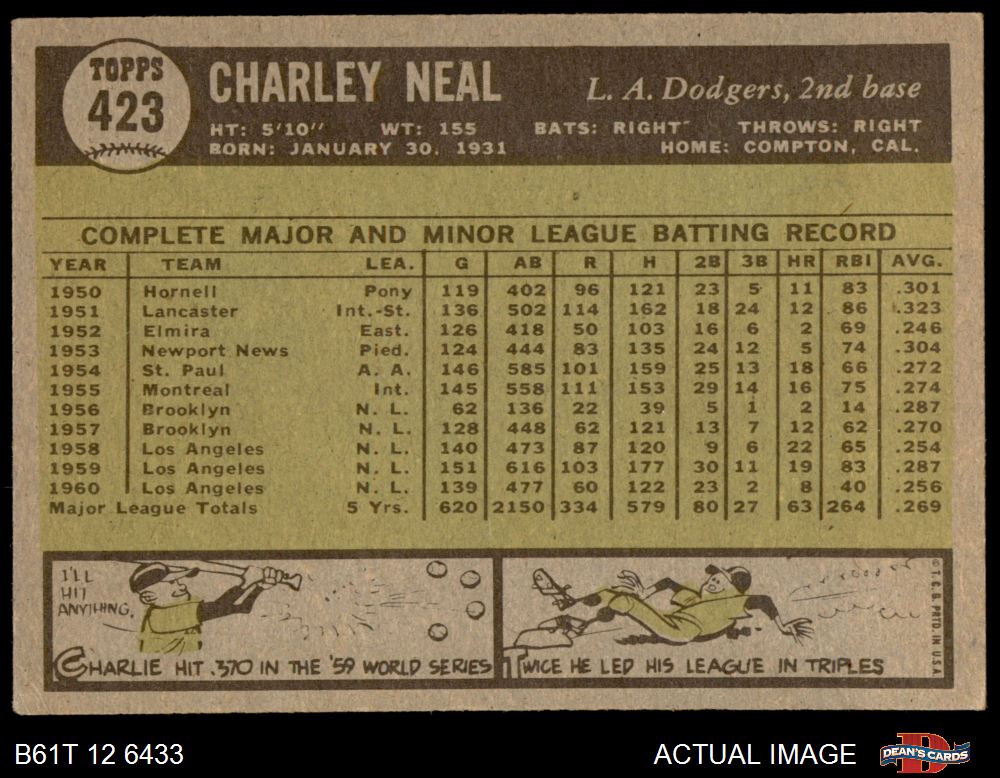 TOPPS
423
CHARLEY NEAL
L. A. Dodgers, 2nd base
HT: 5'10" WT: 155 BATS: RIGHT THROWS: RIGHT
BORN: JANUARY 30, 1931 HOME: COMPTON, CAL.
COMPLETE MAJOR AND MINOR LEAGUE BATTING RECORD
YEAR TEAM LEA. G AB R H 2B 3B HR RBI AVG.
1950 Hornell Pony 119 402 96 121 23 5 11 83 .301
1951 Lancaster Int.-St. 136 502 114 162 18 24 12 86 .323
1952 Elmira East. 126 418 50 103 16 6 2 69 .246
1953 Newport News Pied. 124 444 83 135 24 12 5 74 .304
1954 St. Paul A. A. 146 585 101 159 25 13 18 66 .272
1955 Montreal Int. 145 558 111 153 29 14 16 75 .274
1956 Brooklyn N. L. 62 136 22 39 5 1 2 14 .287
1957 Brooklyn N. L. 128 448 62 121 13 7 12 62 .270
1958 Los Angeles N. L. 140 473 87 120 9 6 22 65 .254
1959 Los Angeles N. L. 151 616 103 177 30 11 19 83 .287
1960 Los Angeles N. L. 139 477 60 122 23 2 8 40 .256
Major League Totals 5 Yrs. 620 2150 334 579 80 27 63 264 .269
I'LL
HIT
ANYTHING.
CHARLIE HIT .370 IN THE '59 WORLD SERIES
TWICE HE LED HIS LEAGUE IN TRIPLES
© T. C. G. PRTD. IN U.S.A.
B61T 12 6433
ACTUAL IMAGE
DEAN'S CARDS